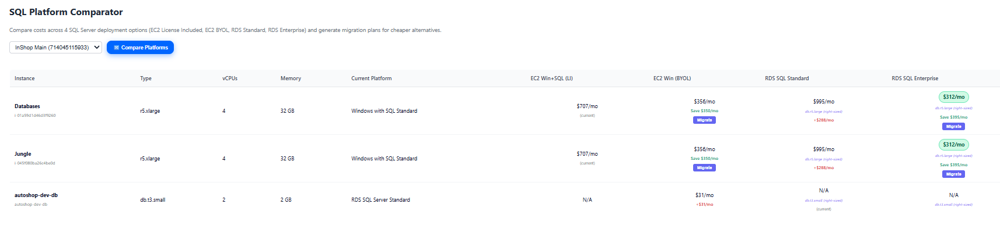 SQL Platform Comparator
Compare costs across 4 SQL Server deployment options (EC2 License Included, EC2 BYOL, RDS Standard, RDS Enterprise) and generate migration plans for cheaper alternatives.
InShop Main (714045115933)
Compare Platforms
Instance Type vCPUs Memory Current Platform EC2 Win+SQL (LI) EC2 Win (BYOL) RDS SQL Standard RDS SQL Enterprise
Databases
i-01a59d1d46d3f9260
r5.xlarge
4
32 GB
Windows with SQL Standard
$707/mo
(current)
$356/mo
Save $350/mo
Migrate
$995/mo
db.r5.large (right-sized)
+$288/mo
$312/mo
db.r5.large (right-sized)
Save $395/mo
Migrate
Jungle
i-045f080ba26c4be0d
r5.xlarge
4
32 GB
Windows with SQL Standard
$707/mo
(current)
$356/mo
Save $350/mo
Migrate
$995/mo
db.r5.large (right-sized)
+$288/mo
$312/mo
db.r5.large (right-sized)
Save $395/mo
Migrate
autoshop-dev-db
autoshop-dev-db
db.t3.small
2
2 GB
RDS SQL Server Standard
N/A
$31/mo
+$31/mo
N/A
db.t3.small (right-sized)
(current)
N/A
db.t3.small (right-sized)